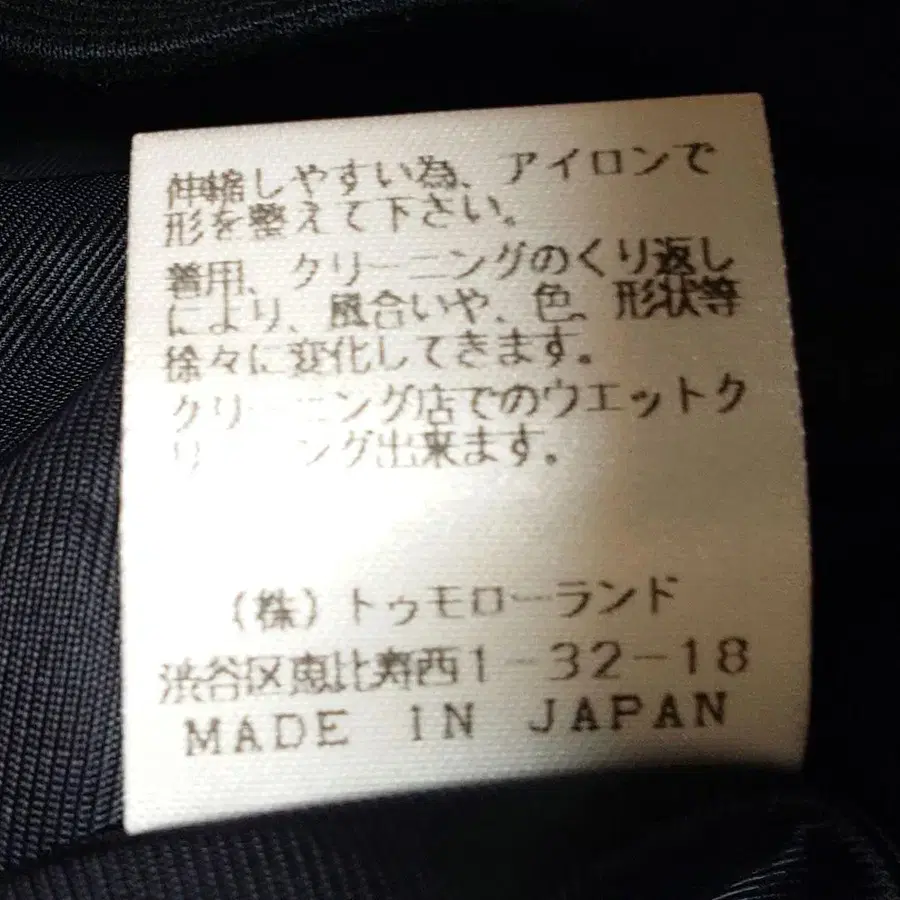 伸縮しやすい為、アイロンで
形を整えて下さい。
着用、クリーニングのくり返し
により、風合いや、色、形状等
徐々に変化してきます。
クリーニング店でのウエットク
リ ング出来ます。
(株)トゥモローランド
渋谷区恵比寿西1-32-18
MADE IN JAPAN